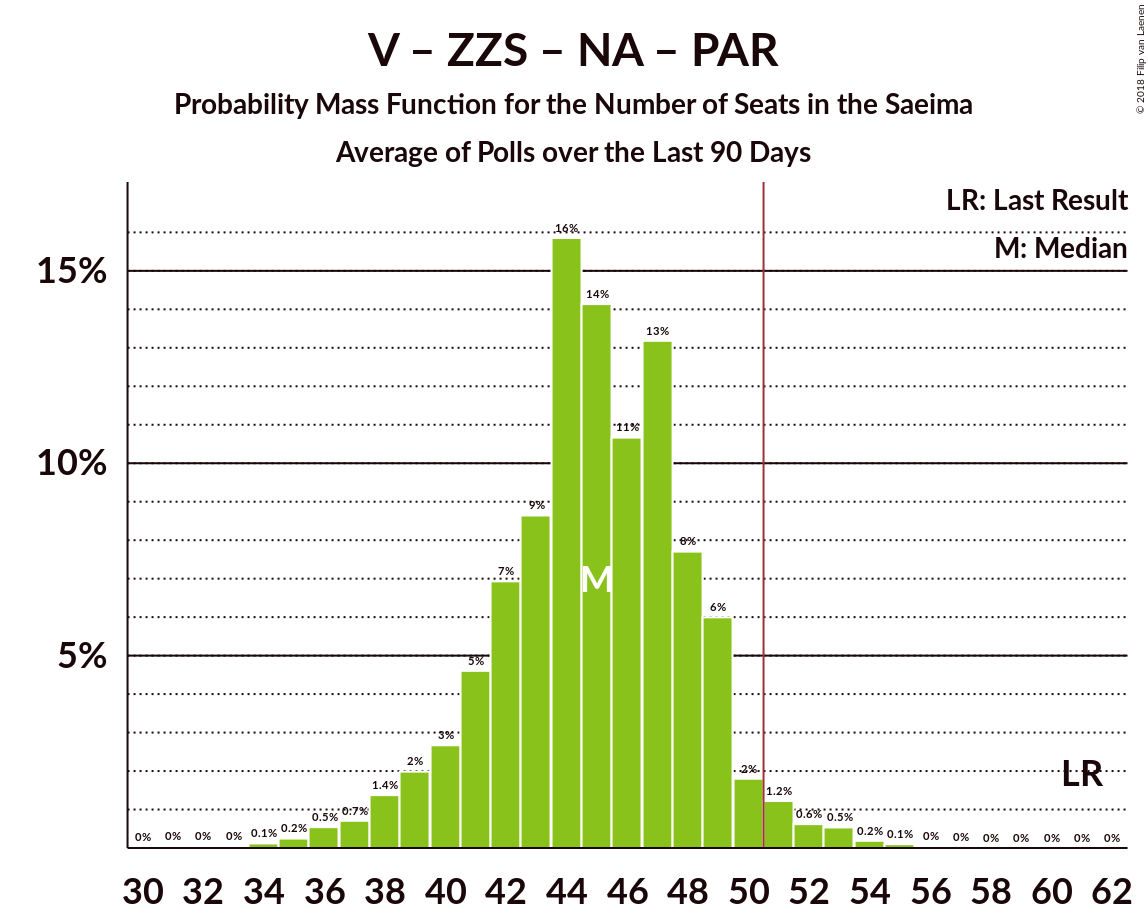 V – ZZS – NA – PAR
Probability Mass Function for the Number of Seats in the Saeima
Average of Polls over the Last 90 Days
© 2018 Filip van Laenen
LR: Last Result
M: Median
15%
10%
5%
0% 0% 0% 0% 0.1% 0.2% 0.5% 0.7% 1.4% 2% 3% 5% 7% 9% 16% 14% 11% 13% 8% 6% 2% 1.2% 0.6% 0.5% 0.2% 0.1% 0% 0% 0% 0% 0% 0% 0%
M
LR
30 32 34 36 38 40 42 44 46 48 50 52 54 56 58 60 62